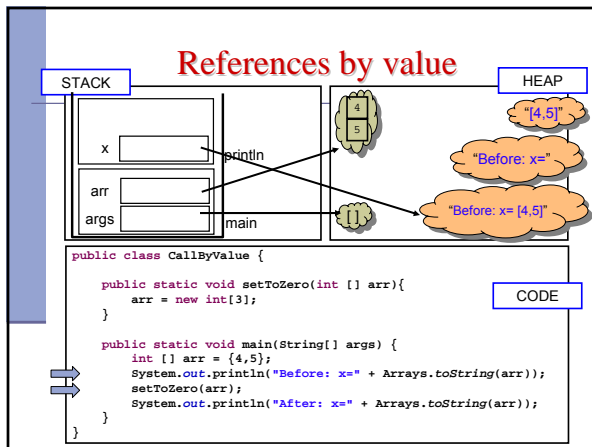 References by value
STACK
HEAP
4
5
"[4,5]"
x
println
"Before: x="
arr
args
main
[ ]
"Before: x= [4,5]"
public class CallByValue {
public static void setToZero(int [] arr){
arr = new int[3];
}
CODE
public static void main(String[] args) {
int [] arr = {4,5};
System.out.println("Before: x=" + Arrays.toString(arr));
setToZero(arr);
System.out.println("After: x=" + Arrays.toString(arr));
}
}